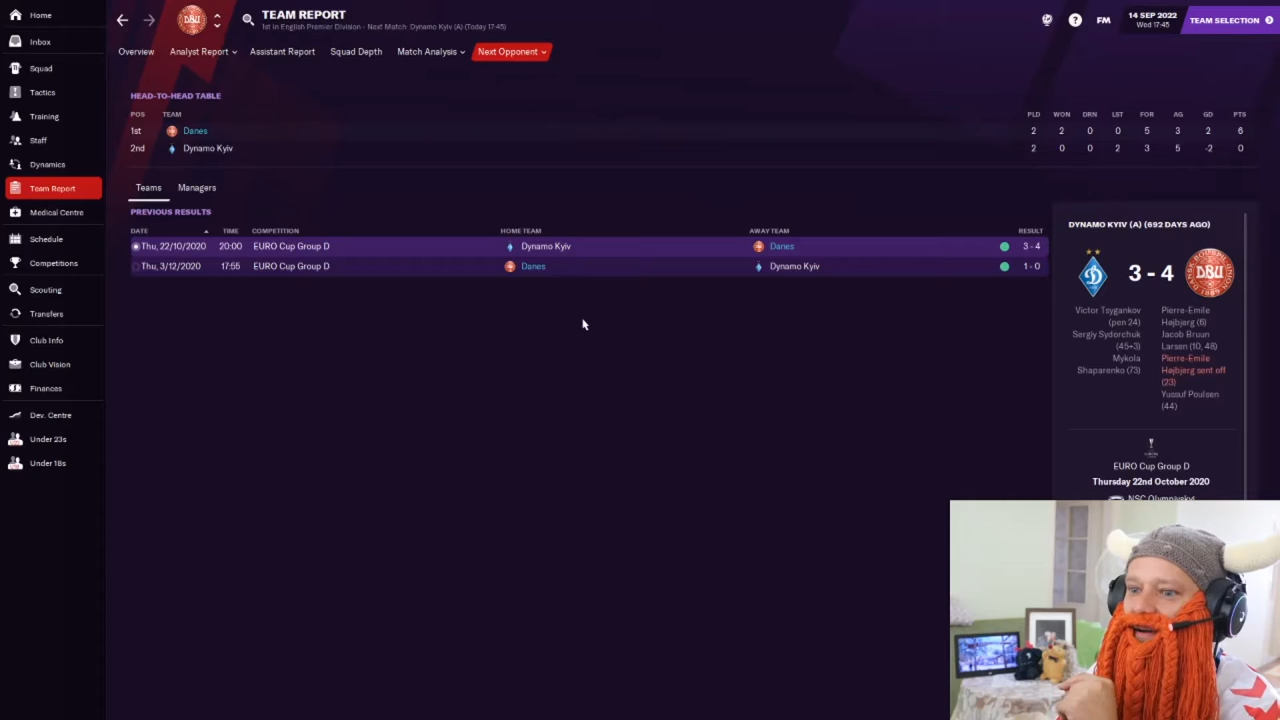 Home
Inbox
Squad
Tactics
Training
Staff
Dynamics
Team Report
Medical Centre
Schedule
Competitions
Scouting
Transfers
Club Info
Club Vision
Finances
Dev. Centre
Under 23s
Under 18s
TEAM REPORT
1st in English Premier Division - Next Match: Dynamo Kyiv (A) (Today 17:45)
FM
14 SEP 2022
Wed 17:45
TEAM SELECTION
Overview Analyst Report Assistant Report Squad Depth Match Analysis Next Opponent
HEAD-TO-HEAD TABLE
POS TEAM PLD WON DRN LST FOR AG GD PTS
1st Danes 2 2 0 0 5 3 2 6
2nd Dynamo Kyiv 2 0 0 2 3 5 -2 0
Teams Managers
PREVIOUS RESULTS
DATE TIME COMPETITION HOME TEAM AWAY TEAM RESULT
Thu, 22/10/2020 20:00 EURO Cup Group D Dynamo Kyiv Danes 3 - 4
Thu, 3/12/2020 17:55 EURO Cup Group D Danes Dynamo Kyiv 1 - 0
DYNAMO KYIV (A) (692 DAYS AGO)
3 - 4
DBU
Victor Tsygankov
(pen 24)
Sergiy Sydorchuk
(45+3)
Mykola
Shaparenko (73)
Pierre-Emile
Højbjerg (6)
Jacob Bruun
Larsen (10, 48)
Pierre-Emile
Højbjerg sent off
(23)
Yussuf Poulsen
(44)
EURO Cup Group D
Thursday 22nd October 2020
NSC Olympiyskyi